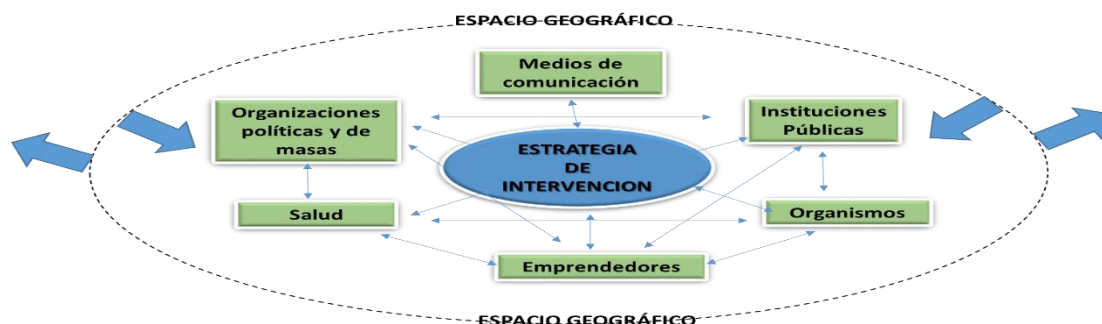 ESPACIO GEOGRÁFICO
Medios de
comunicación
Organizaciones
políticas y de
masas
Instituciones
Públicas
ESTRATEGIA
DE
INTERVENCION
Salud
Organismos
Emprendedores
ESPACIO GEOGRÁFICO